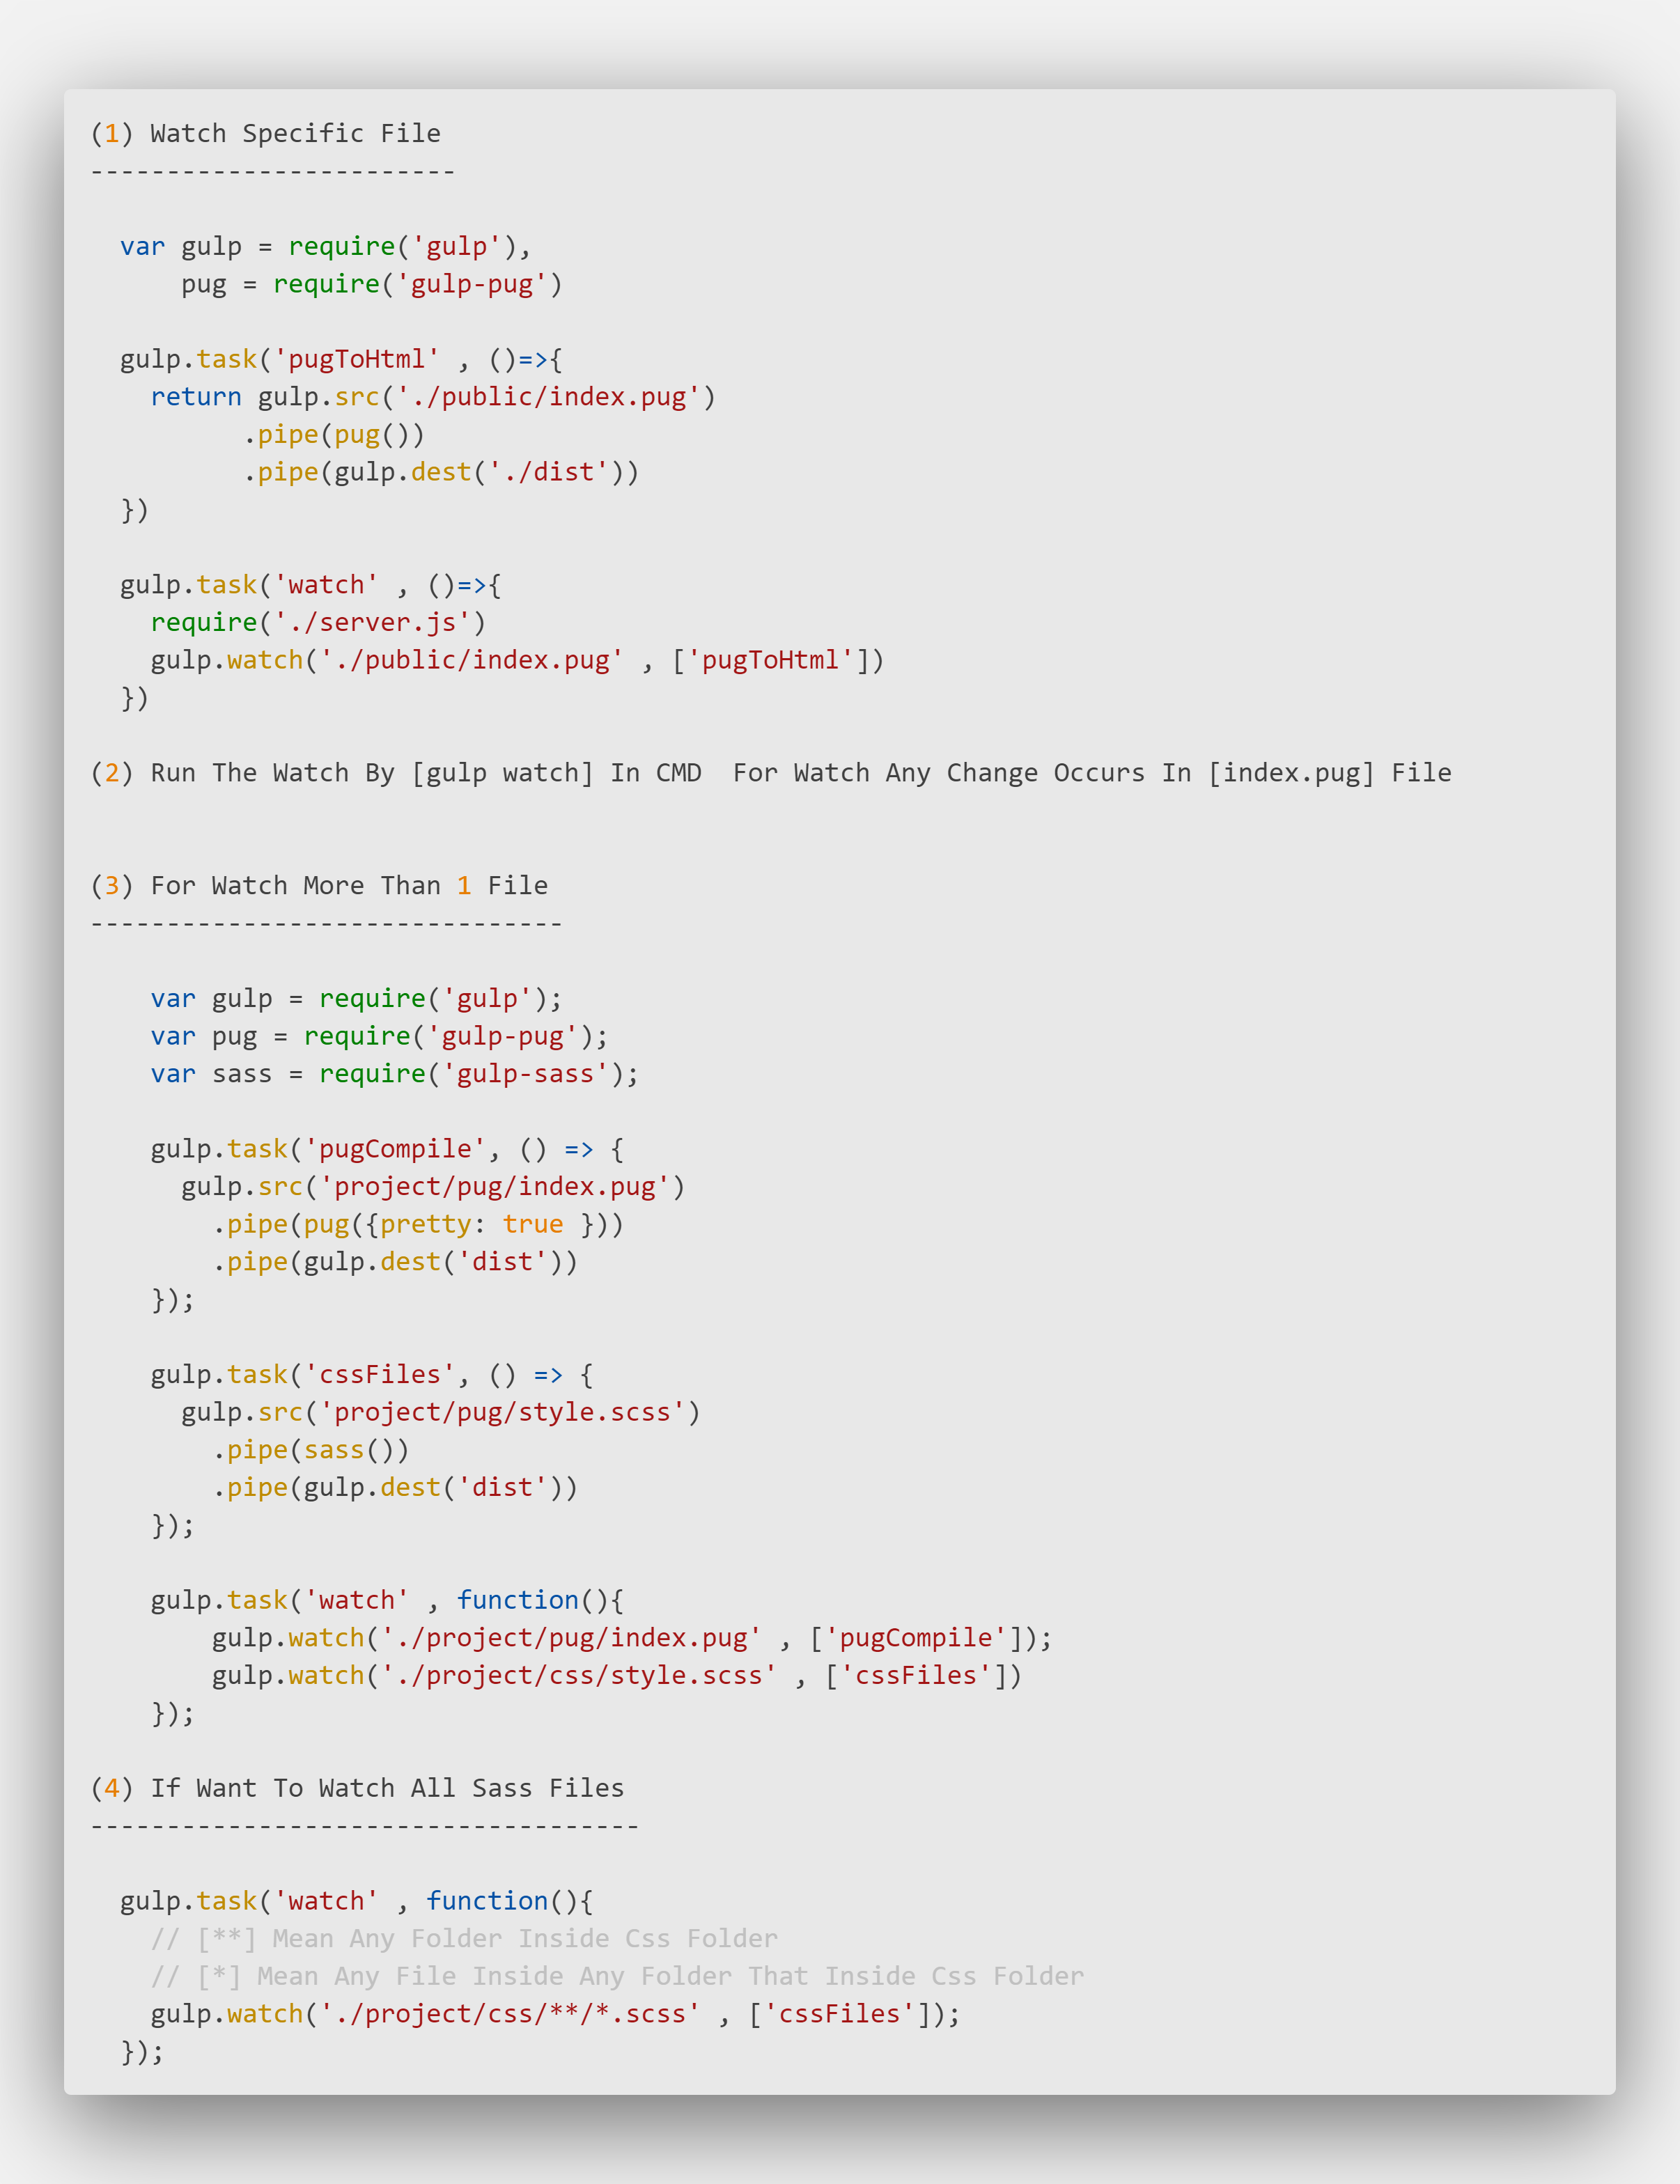 (1) Watch Specific File
------------------------
var gulp = require('gulp'),
pug = require('gulp-pug')
gulp.task('pugToHtml' , ()=>{
return gulp.src('./public/index.pug')
.pipe(pug())
.pipe(gulp.dest('./dist'))
})
gulp.task('watch' , ()=>{
require('./server.js')
gulp.watch('./public/index.pug' , ['pugToHtml'])
})
(2) Run The Watch By [gulp watch] In CMD  For Watch Any Change Occurs In [index.pug] File
(3) For Watch More Than 1 File
-------------------------------
var gulp = require('gulp');
var pug = require('gulp-pug');
var sass = require('gulp-sass');
gulp.task('pugCompile', () => {
gulp.src('project/pug/index.pug')
.pipe(pug({pretty: true }))
.pipe(gulp.dest('dist'))
});
gulp.task('cssFiles', () => {
gulp.src('project/pug/style.scss')
.pipe(sass())
.pipe(gulp.dest('dist'))
});
gulp.task('watch' , function(){
gulp.watch('./project/pug/index.pug' , ['pugCompile']);
gulp.watch('./project/css/style.scss' , ['cssFiles'])
});
(4) If Want To Watch All Sass Files
------------------------------------
gulp.task('watch' , function(){
// [**] Mean Any Folder Inside Css Folder
// [*] Mean Any File Inside Any Folder That Inside Css Folder
gulp.watch('./project/css/**/*.scss' , ['cssFiles']);
});